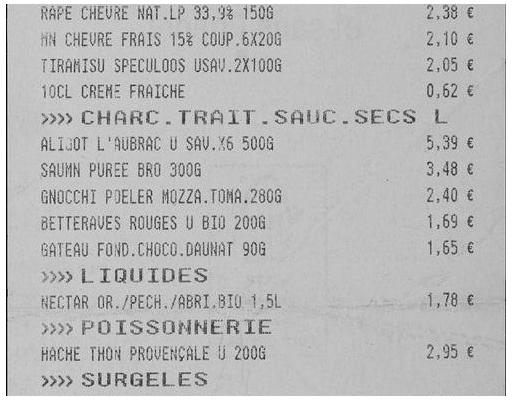 RAPE CHEVRE NAT.LP 33,9% 150G 2,38 €
MN CHEVRE FRAIS 15% COUP.6X20G 2,10 €
TIRAMISU SPECULOOS USAV.2X100G 2,05 €
10CL CREME FRAICHE 0,62 €
>>>> CHARC.TRAIT.SAUC.SECS L
ALIGOT L'AUBRAC U SAV.X6 500G 5,39 €
SAUMN PUREE BRO 300G 3,48 €
GNOCCHI POELER MOZZA.TOMA.280G 2,40 €
BETTERAVES ROUGES U BIO 200G 1,69 €
GATEAU FOND.CHOCO.DAUNAT 90G 1,65 €
>>>> LIQUIDES
NECTAR OR./PECH./ABRI.BIO 1,5L 1,78 €
>>>> POISSONNERIE
HACHE THON PROVENÇALE U 200G 2,95 €
>>>> SURGELES